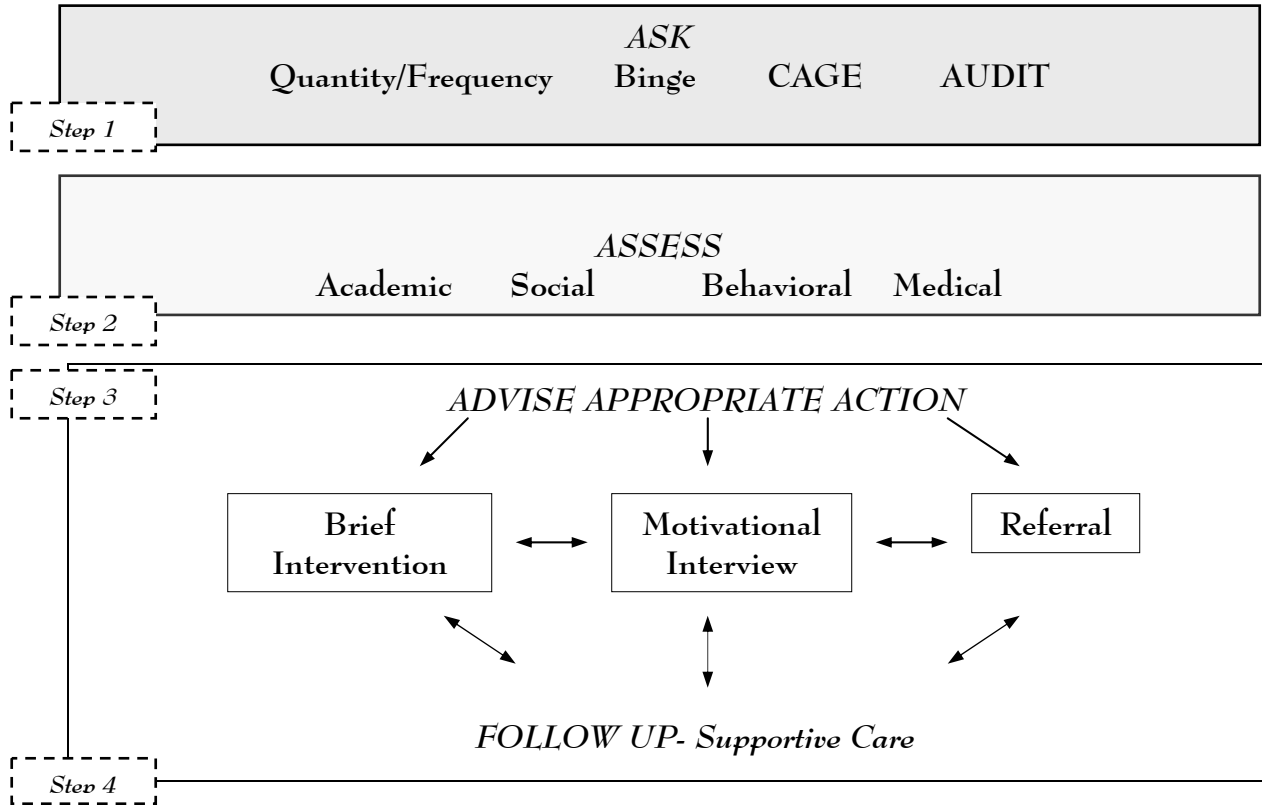 ASK
Quantity/Frequency Binge CAGE AUDIT
Step 1
ASSESS
Academic Social Behavioral Medical
Step 2
Step 3
ADVISE APPROPRIATE ACTION
Brief
Intervention
Motivational
Interview
Referral
FOLLOW UP- Supportive Care
Step 4